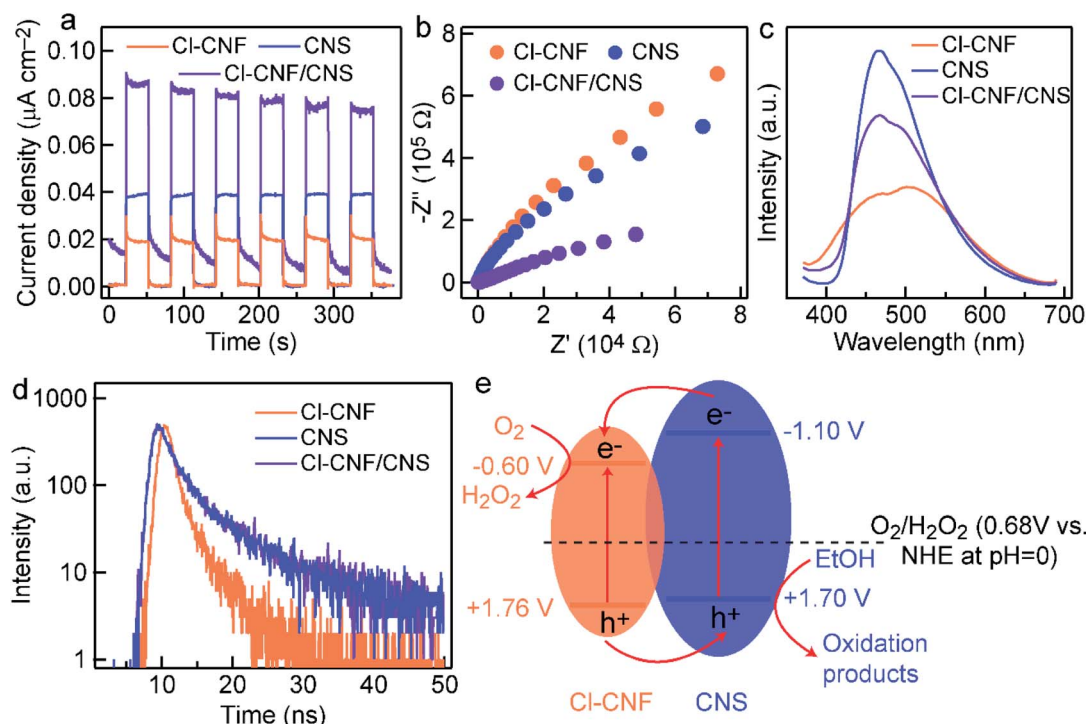 a
Cl-CNF
CNS
Cl-CNF/CNS
Current density (μA cm⁻²)
0.10
0.08
0.06
0.04
0.02
0.00
0
100
200
300
Time (s)
b
Cl-CNF
CNS
Cl-CNF/CNS
-Z'' (10⁵ Ω)
8
6
4
2
0
0
2
4
6
8
Z' (10⁴ Ω)
c
Cl-CNF
CNS
Cl-CNF/CNS
Intensity (a.u.)
400
500
600
700
Wavelength (nm)
d
Cl-CNF
CNS
Cl-CNF/CNS
Intensity (a.u.)
1000
100
10
1
10
20
30
40
50
Time (ns)
e
e-
e-
O₂
-1.10 V
-0.60 V
H₂O₂
O₂/H₂O₂ (0.68V vs.
NHE at pH=0)
EtOH
+1.76 V
+1.70 V
h⁺
h⁺
Oxidation
products
Cl-CNF
CNS